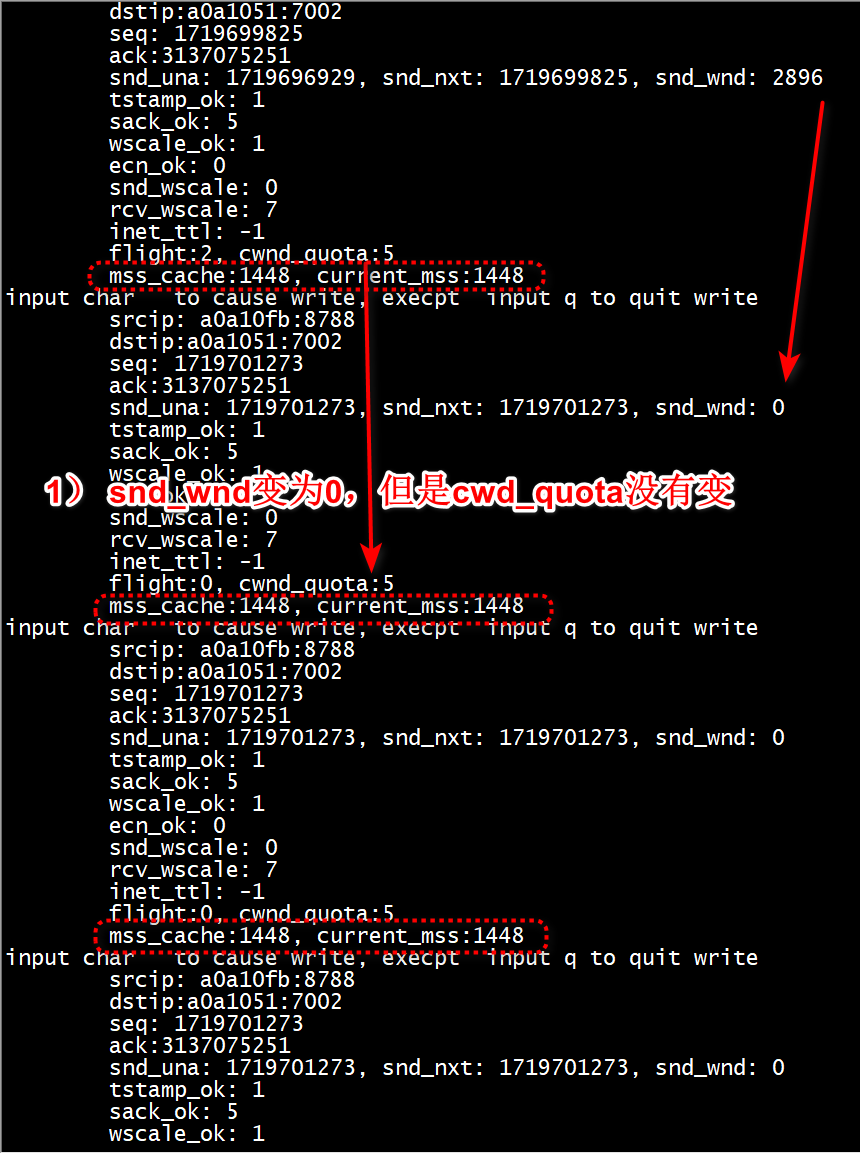 dstip:a0a1051:7002
seq: 1719699825
ack:3137075251
snd_una: 1719696929, snd_nxt: 1719699825, snd_wnd: 2896
tstamp_ok: 1
sack_ok: 5
wscale_ok: 1
ecn_ok: 0
snd_wscale: 0
rcv_wscale: 7
inet_ttl: -1
flight:2, cwnd_quota:5
mss_cache:1448, current_mss:1448
input char   to cause write, execpt  input q to quit write
srcip: a0a10fb:8788
dstip:a0a1051:7002
seq: 1719701273
ack:3137075251
snd_una: 1719701273, snd_nxt: 1719701273, snd_wnd: 0
tstamp_ok: 1
sack_ok: 5
wscale_ok: 1
1） snd_wnd变为0，但是cwd_quota没有变
snd_wscale: 0
rcv_wscale: 7
inet_ttl: -1
flight:0, cwnd_quota:5
mss_cache:1448, current_mss:1448
input char   to cause write, execpt  input q to quit write
srcip: a0a10fb:8788
dstip:a0a1051:7002
seq: 1719701273
ack:3137075251
snd_una: 1719701273, snd_nxt: 1719701273, snd_wnd: 0
tstamp_ok: 1
sack_ok: 5
wscale_ok: 1
ecn_ok: 0
snd_wscale: 0
rcv_wscale: 7
inet_ttl: -1
flight:0, cwnd_quota:5
mss_cache:1448, current_mss:1448
input char   to cause write, execpt  input q to quit write
srcip: a0a10fb:8788
dstip:a0a1051:7002
seq: 1719701273
ack:3137075251
snd_una: 1719701273, snd_nxt: 1719701273, snd_wnd: 0
tstamp_ok: 1
sack_ok: 5
wscale_ok: 1